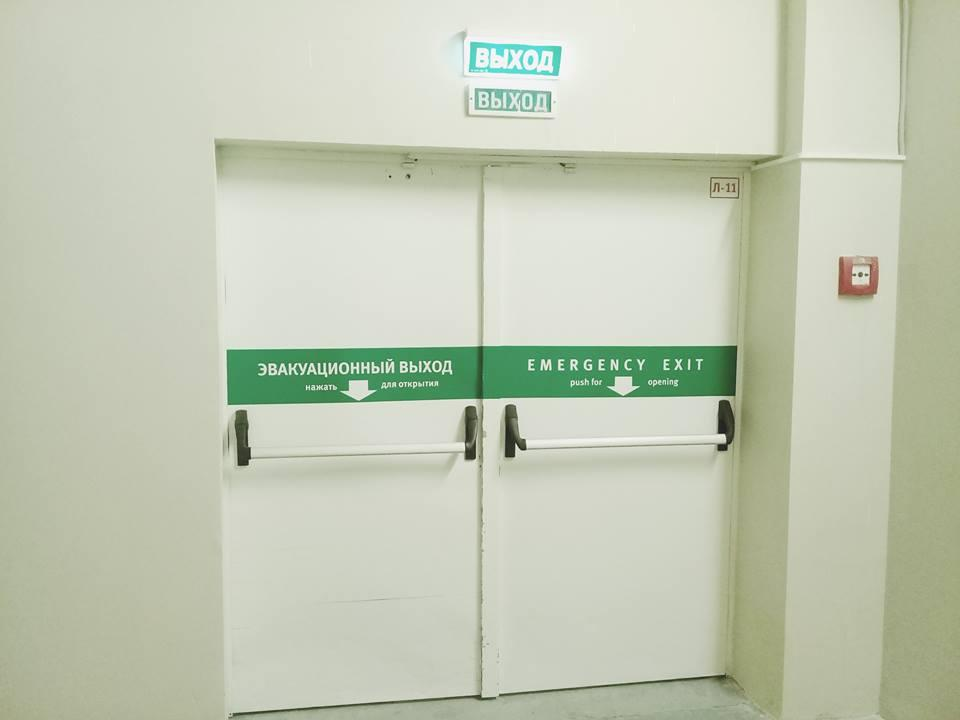 ВЫХОД
ВЫХОД
Л-11
ЭВАКУАЦИОННЫЙ ВЫХОД
нажать для открытия
EMERGENCY EXIT
push for opening